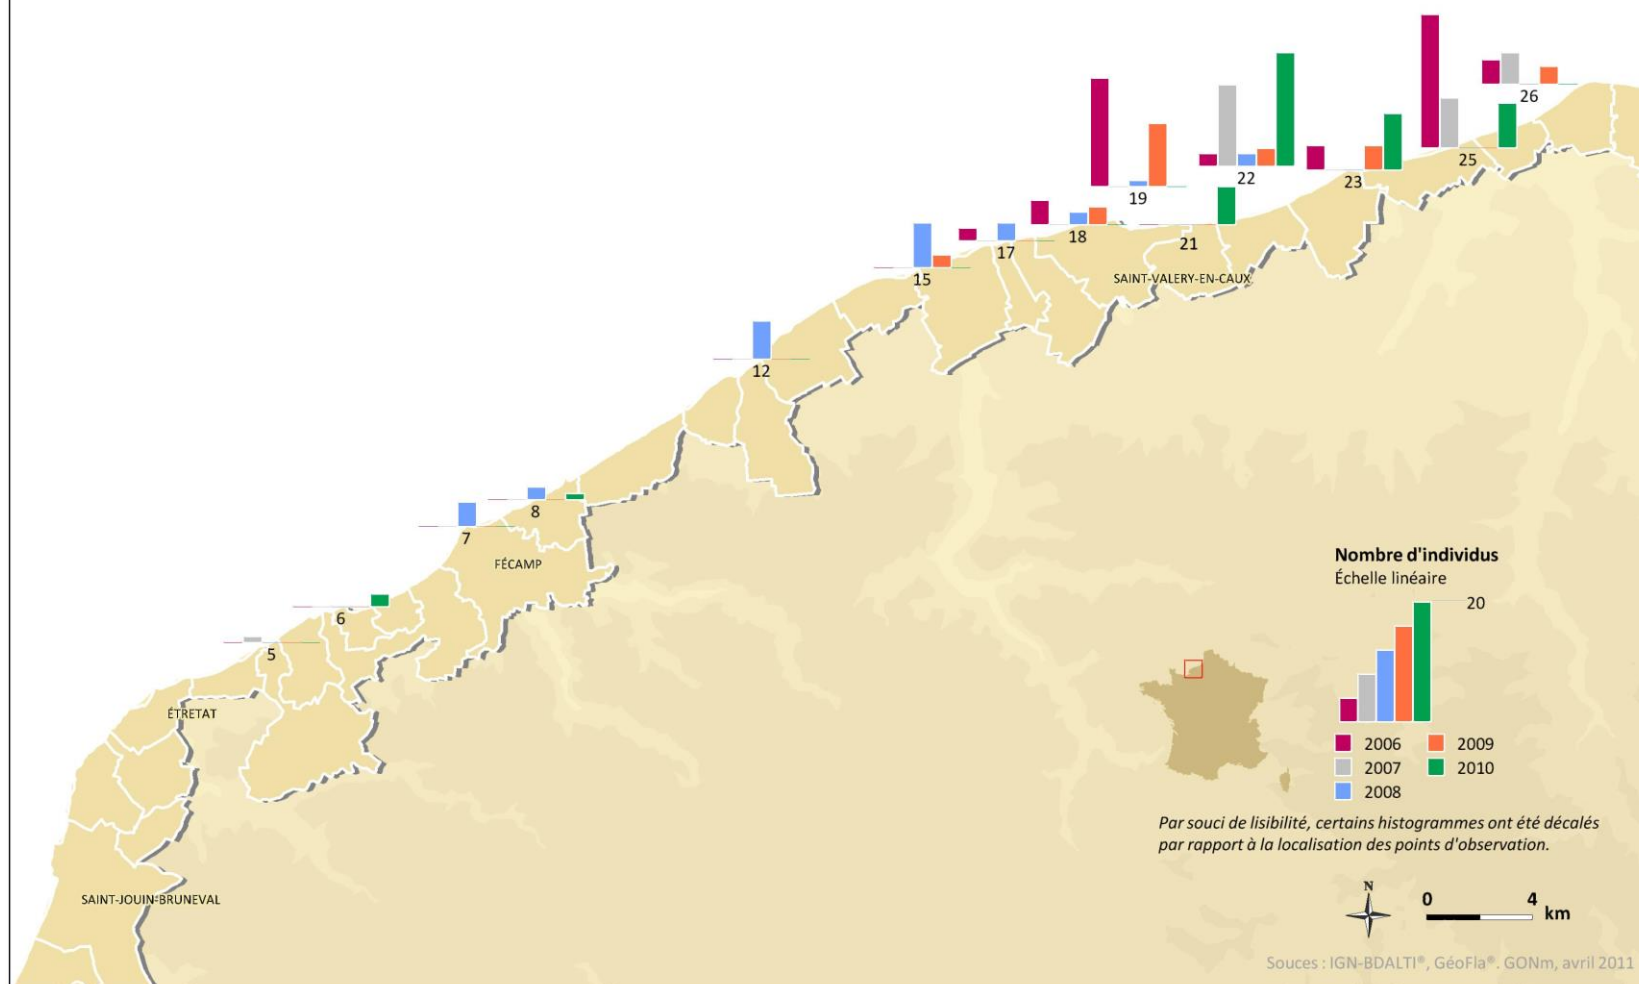 26
25
22
23
19
18
21
17
15
SAINT-VALERY-EN-CAUX
12
8
7
FÉCAMP
6
5
ÉTRETAT
SAINT-JOUIN-BRUNEVAL
Nombre d'individus
Échelle linéaire
20
2006 2009
2007 2010
2008
Par souci de lisibilité, certains histogrammes ont été décalés
par rapport à la localisation des points d'observation.
N
0 4
km
Souces : IGN-BDALTI®, GéoFla®. GONm, avril 2011